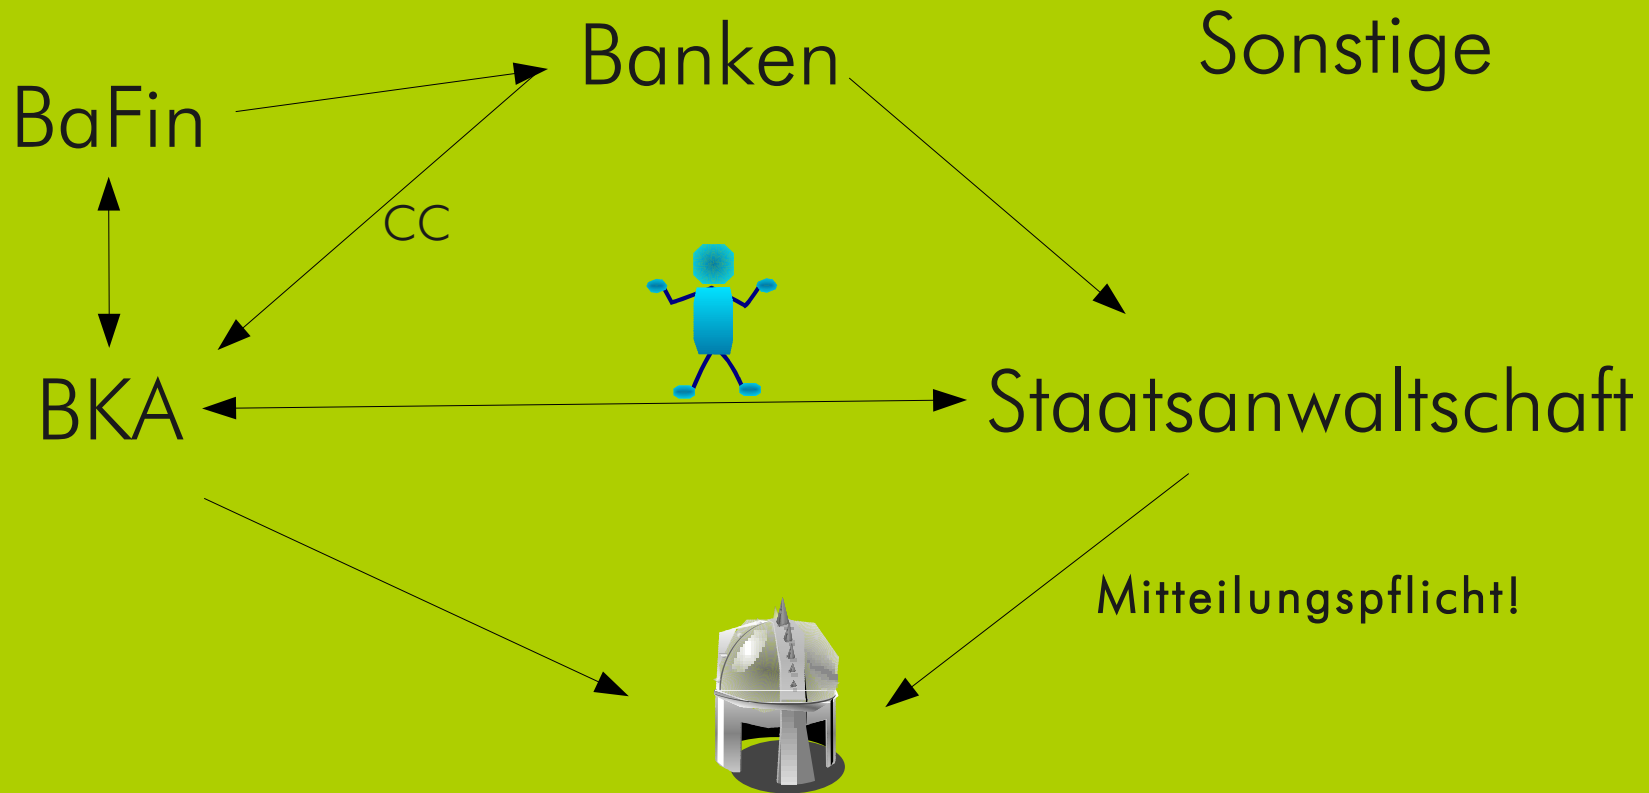 Banken
Sonstige
BaFin
CC
BKA
Staatsanwaltschaft
Mitteilungspflicht!